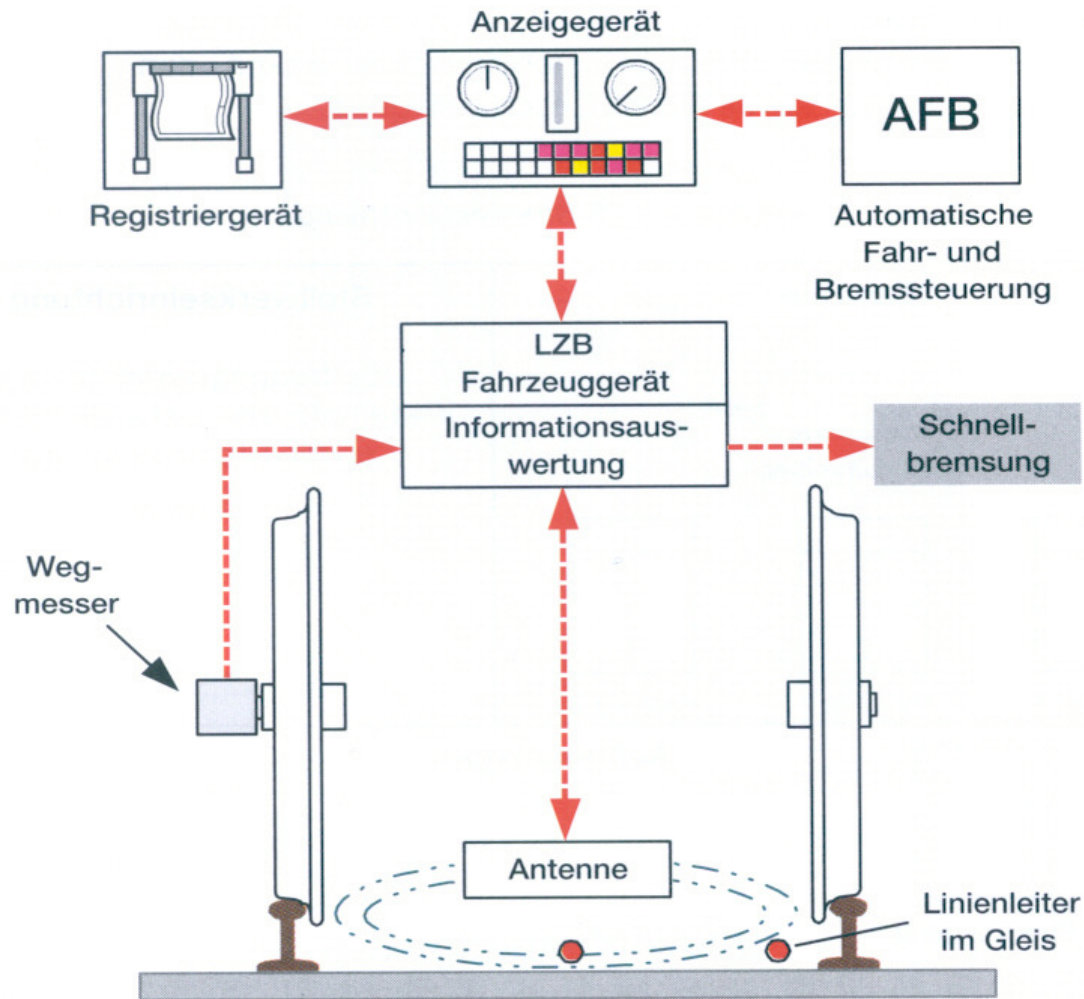 Anzeigegerät
AFB
Registriergerät
Automatische
Fahr- und
Bremssteuerung
LZB
Fahrzeuggerät
Informationsaus-
wertung
Schnell-
bremsung
Weg-
messer
Antenne
Linienleiter
im Gleis